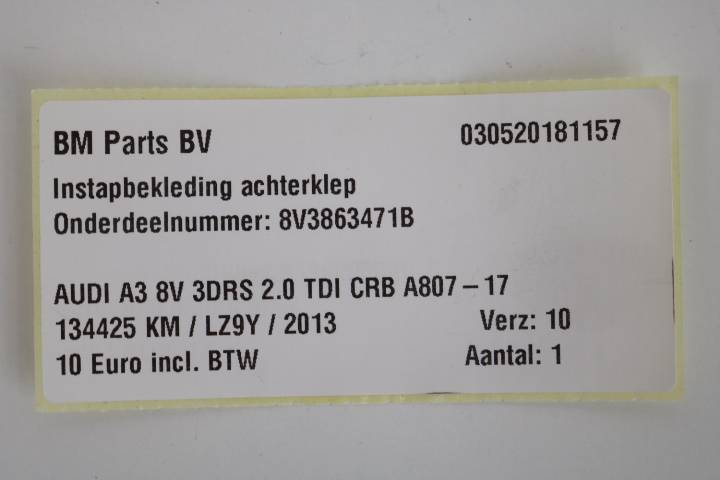 BM Parts BV 030520181157
Instapbekleding achterklep
Onderdeelnummer: 8V3863471B
AUDI A3 8V 3DRS 2.0 TDI CRB A807 – 17
134425 KM / LZ9Y / 2013 Verz: 10
10 Euro incl. BTW Aantal: 1